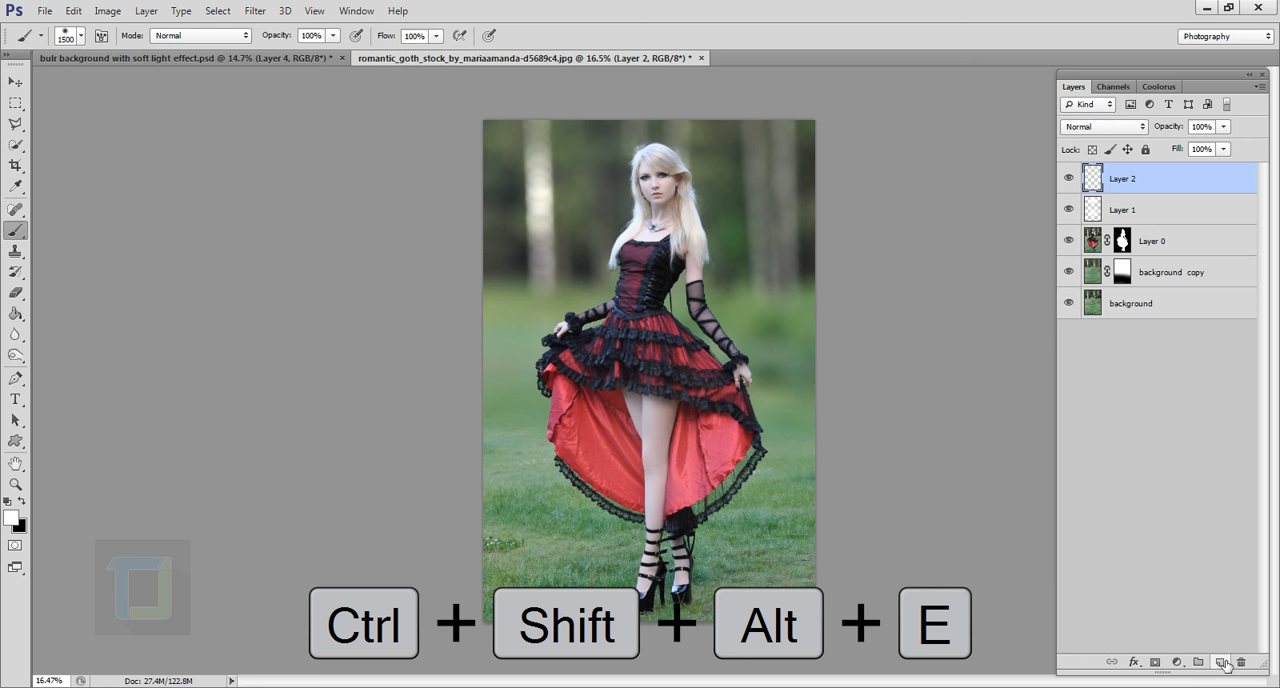 Ps File Edit Image Layer Type Select Filter 3D View Window Help
1500 Mode: Normal Opacity: 100% Flow: 100% Photography
bulr background with soft light effect.psd @ 14.7% (Layer 4, RGB/8*) * × romantic_goth_stock_by_mariaamanda-d5689c4.jpg @ 16.5% (Layer 2, RGB/8*) * ×
Layers Channels Coolorus
Kind
Normal Opacity: 100%
Lock: Fill: 100%
Layer 2
Layer 1
Layer 0
background copy
background
Ctrl + Shift + Alt + E
16.47% Doc: 27.4M/122.8M